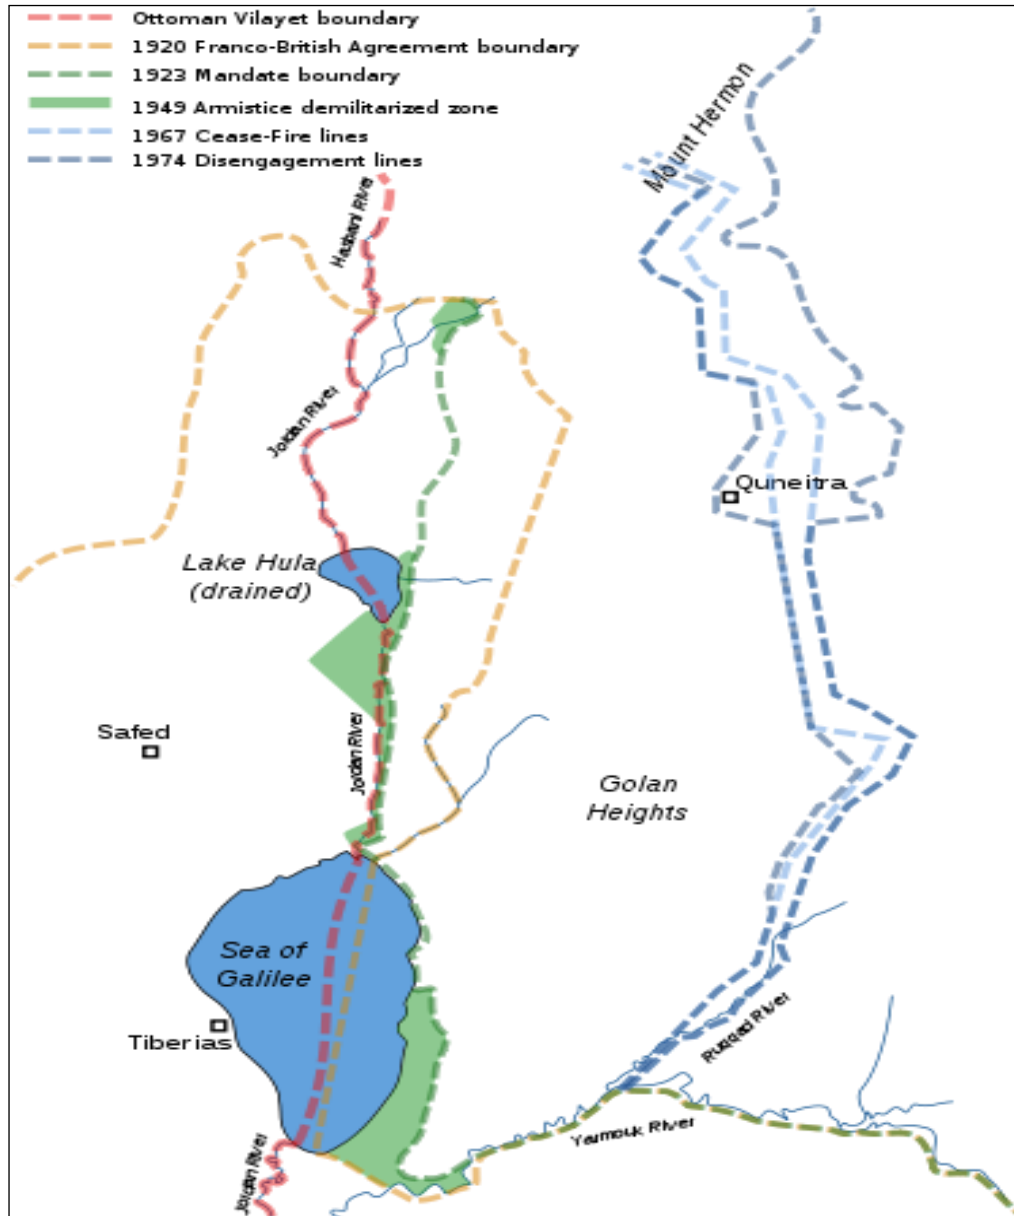 Ottoman Vilayet boundary
1920 Franco-British Agreement boundary
1923 Mandate boundary
1949 Armistice demilitarized zone
1967 Cease-Fire lines
1974 Disengagement lines
Mount Hermon
Hasbani River
Jordan River
Quneitra
Lake Hula
(drained)
Safed
Jordan River
Golan
Heights
Sea of
Galilee
Tiberias
Ruqqad River
Yarmouk River
Jordan River